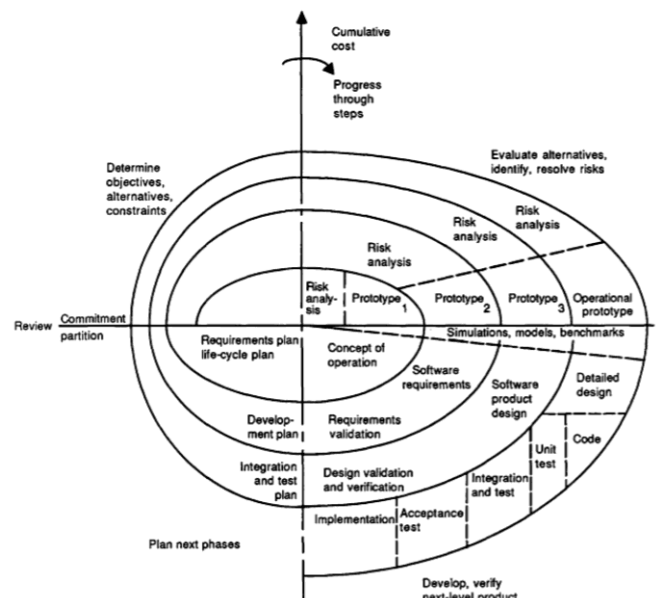 Cumulative
cost
Progress
through
steps
Determine
objectives,
alternatives,
constraints
Evaluate alternatives,
identify, resolve risks
Risk
analysis
Risk
analysis
Risk
analysis
Risk
analy-
sis
Prototype 1
Prototype 2
Prototype 3
Operational
prototype
Review
Commitment
partition
Simulations, models, benchmarks
Requirements plan
life-cycle plan
Concept of
operation
Software
requirements
Software
product
design
Detailed
design
Develop-
ment plan
Requirements
validation
Code
Unit
test
Integration
and test
plan
Design validation
and verification
Integration
and test
Implementation
Acceptance
test
Plan next phases
Develop, verify
next-level product